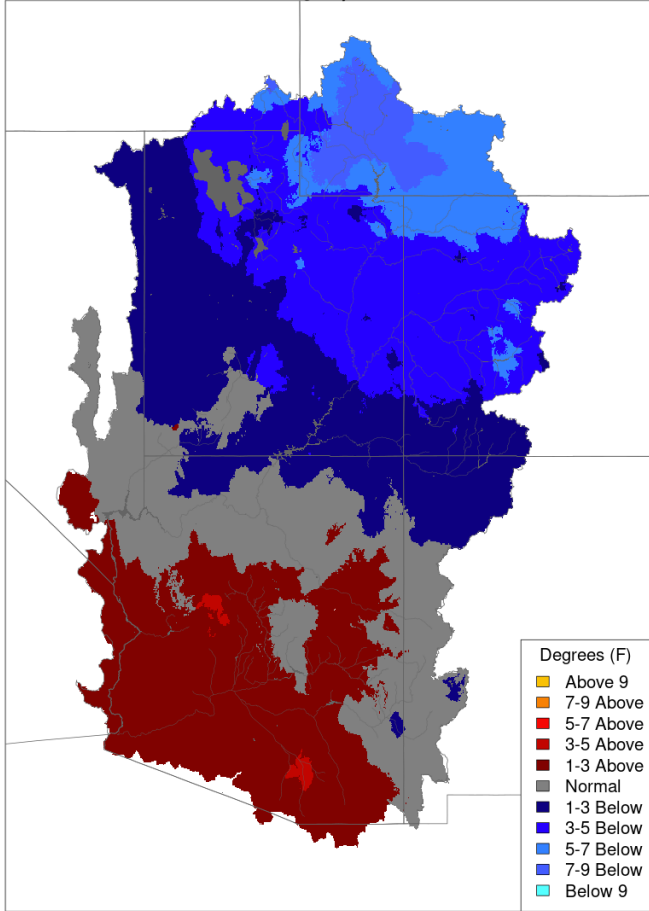 Degrees (F)
Above 9
7-9 Above
5-7 Above
3-5 Above
1-3 Above
Normal
1-3 Below
3-5 Below
5-7 Below
7-9 Below
Below 9